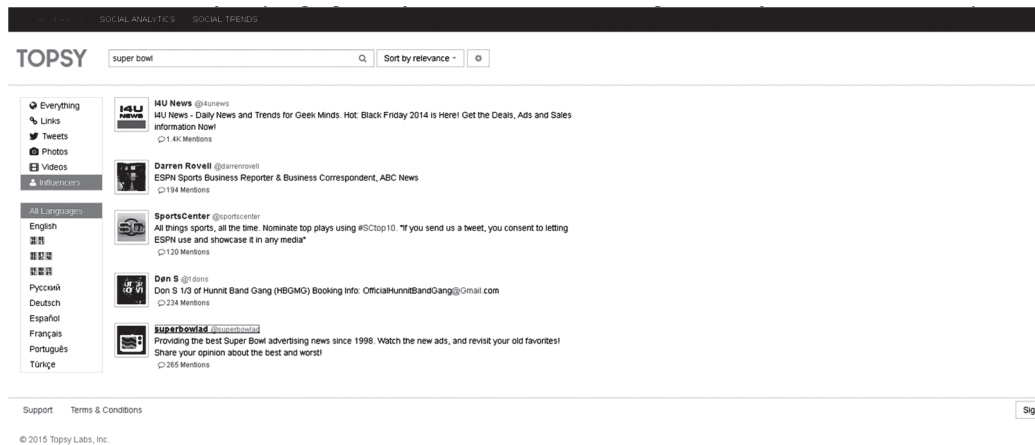 SOCIAL ANALYTICS SOCIAL TRENDS
TOPSY
super bowl
Sort by relevance
Everything
Links
Tweets
Photos
Videos
Influencers
All Languages
English
Русский
Deutsch
Español
Français
Português
Türkçe
I4U NEWS
I4U News @i4unews
I4U News - Daily News and Trends for Geek Minds. Hot: Black Friday 2014 is Here! Get the Deals, Ads and Sales
information Now!
1.4K Mentions
Darren Rovell @darrenrovell
ESPN Sports Business Reporter & Business Correspondent, ABC News
194 Mentions
SportsCenter @sportscenter
All things sports, all the time. Nominate top plays using #SCtop10. "If you send us a tweet, you consent to letting
ESPN use and showcase it in any media"
120 Mentions
Døn S @1dons
Don S 1/3 of Hunnit Band Gang (HBGMG) Booking Info: OfficialHunnitBandGang@Gmail.com
234 Mentions
superbowlad @superbowlad
Providing the best Super Bowl advertising news since 1998. Watch the new ads, and revisit your old favorites!
Share your opinion about the best and worst!
265 Mentions
Support Terms & Conditions
Sig
© 2015 Topsy Labs, Inc.